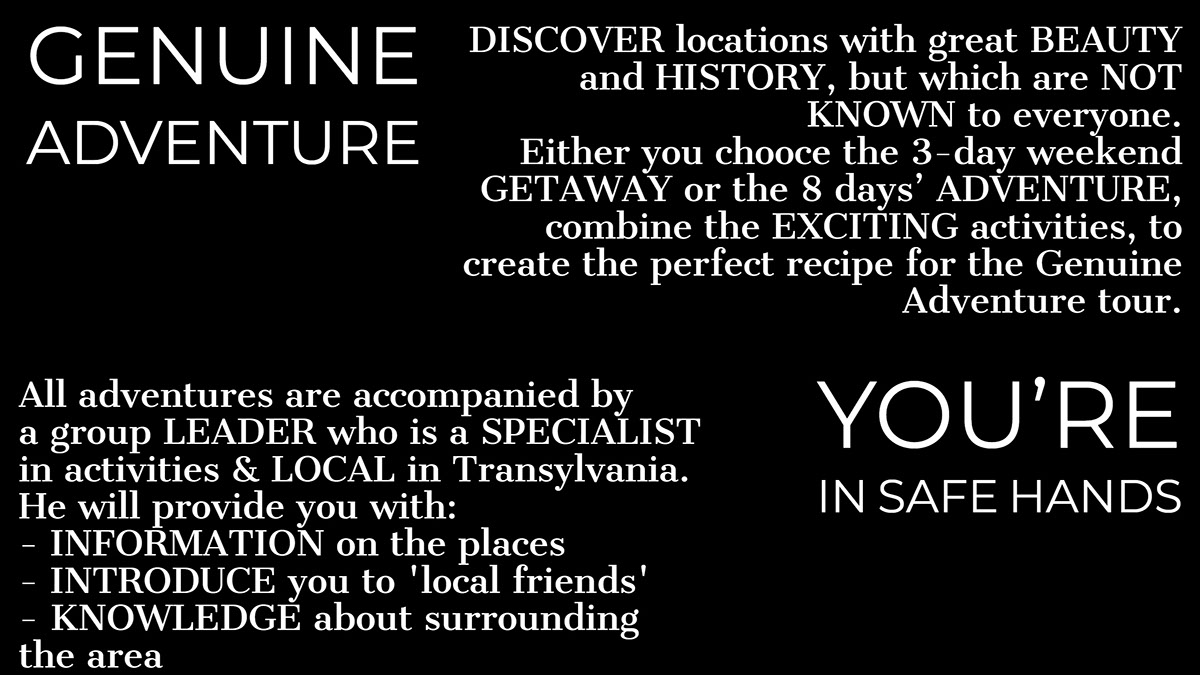 GENUINE
ADVENTURE
DISCOVER locations with great BEAUTY
and HISTORY, but which are NOT
KNOWN to everyone.
Either you chooce the 3-day weekend
GETAWAY or the 8 days’ ADVENTURE,
combine the EXCITING activities, to
create the perfect recipe for the Genuine
Adventure tour.
All adventures are accompanied by
a group LEADER who is a SPECIALIST
in activities & LOCAL in Transylvania.
He will provide you with:
- INFORMATION on the places
- INTRODUCE you to 'local friends'
- KNOWLEDGE about surrounding
the area
YOU’RE
IN SAFE HANDS